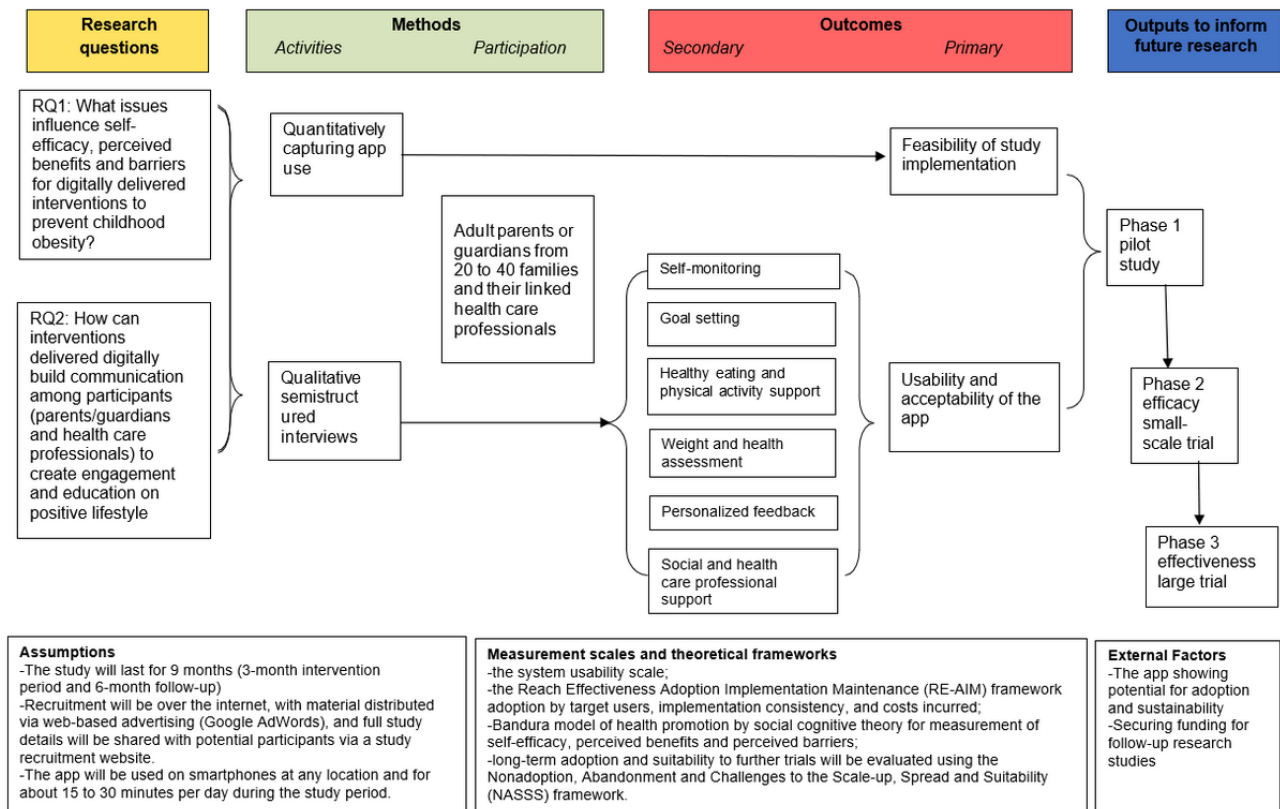 Research
questions
Methods
Activities
Participation
Outcomes
Secondary
Primary
Outputs to inform
future research
RQ1: What issues
influence self-
efficacy, perceived
benefits and barriers
for digitally delivered
interventions to
prevent childhood
obesity?
RQ2: How can
interventions
delivered digitally
build communication
among participants
(parents/guardians
and health care
professionals) to
create engagement
and education on
positive lifestyle
Quantitatively
capturing app
use
Qualitative
semistruct
ured
interviews
Adult parents or
guardians from
20 to 40 families
and their linked
health care
professionals
Self-monitoring
Goal setting
Healthy eating and
physical activity support
Weight and health
assessment
Personalized feedback
Social and health
care professional
support
Feasibility of study
implementation
Usability and
acceptability of the
app
Phase 1
pilot
study
Phase 2
efficacy
small-
scale trial
Phase 3
effectiveness
large trial
Assumptions
-The study will last for 9 months (3-month intervention
period and 6-month follow-up)
-Recruitment will be over the internet, with material distributed
via web-based advertising (Google AdWords), and full study
details will be shared with potential participants via a study
recruitment website.
-The app will be used on smartphones at any location and for
about 15 to 30 minutes per day during the study period.
Measurement scales and theoretical frameworks
-the system usability scale;
-the Reach Effectiveness Adoption Implementation Maintenance (RE-AIM) framework
adoption by target users, implementation consistency, and costs incurred;
-Bandura model of health promotion by social cognitive theory for measurement of
self-efficacy, perceived benefits and perceived barriers;
-long-term adoption and suitability to further trials will be evaluated using the
Nonadoption, Abandonment and Challenges to the Scale-up, Spread and Suitability
(NASSS) framework.
External Factors
-The app showing
potential for adoption
and sustainability
-Securing funding for
follow-up research
studies